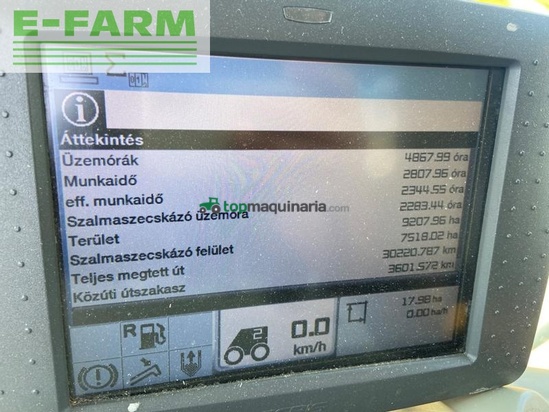 E-FARM
Áttekintés
Üzemórák 4867.99 óra
Munkaidő 2807.96 óra
eff. munkaidő 2344.55 óra
Szalmaszecskázó üzemóra 2283.44 óra
Terület 9207.96 ha
Szalmaszecskázó felület 7518.02 ha
Teljes megtett út 30220.787 km
Közúti útszakasz 3601.572 km
topmaquinaria.com
R
2
0.0
km/h
17.98 ha
0.00 ha/h